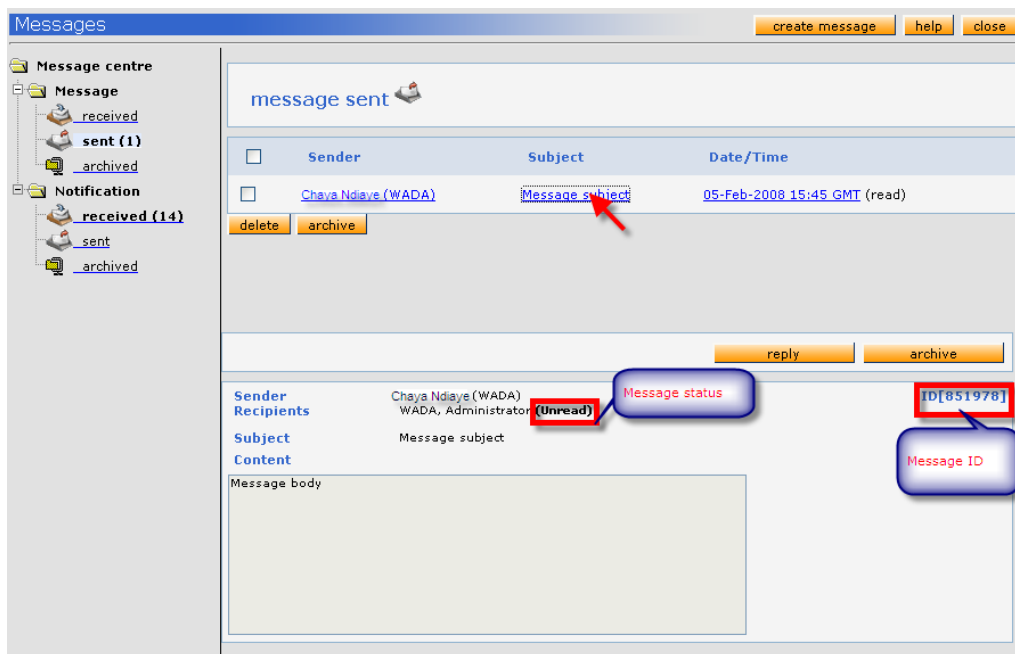 Messages
create message help close
Message centre
Message
received
sent (1)
archived
Notification
received (14)
sent
archived
message sent
Sender Subject Date/Time
Chaya Ndiaye (WADA) Message subject 05-Feb-2008 15:45 GMT (read)
delete archive
reply archive
Sender Chaya Ndiaye (WADA)
Recipients WADA, Administrator (Unread)
Message status
ID[851978]
Message ID
Subject Message subject
Content
Message body